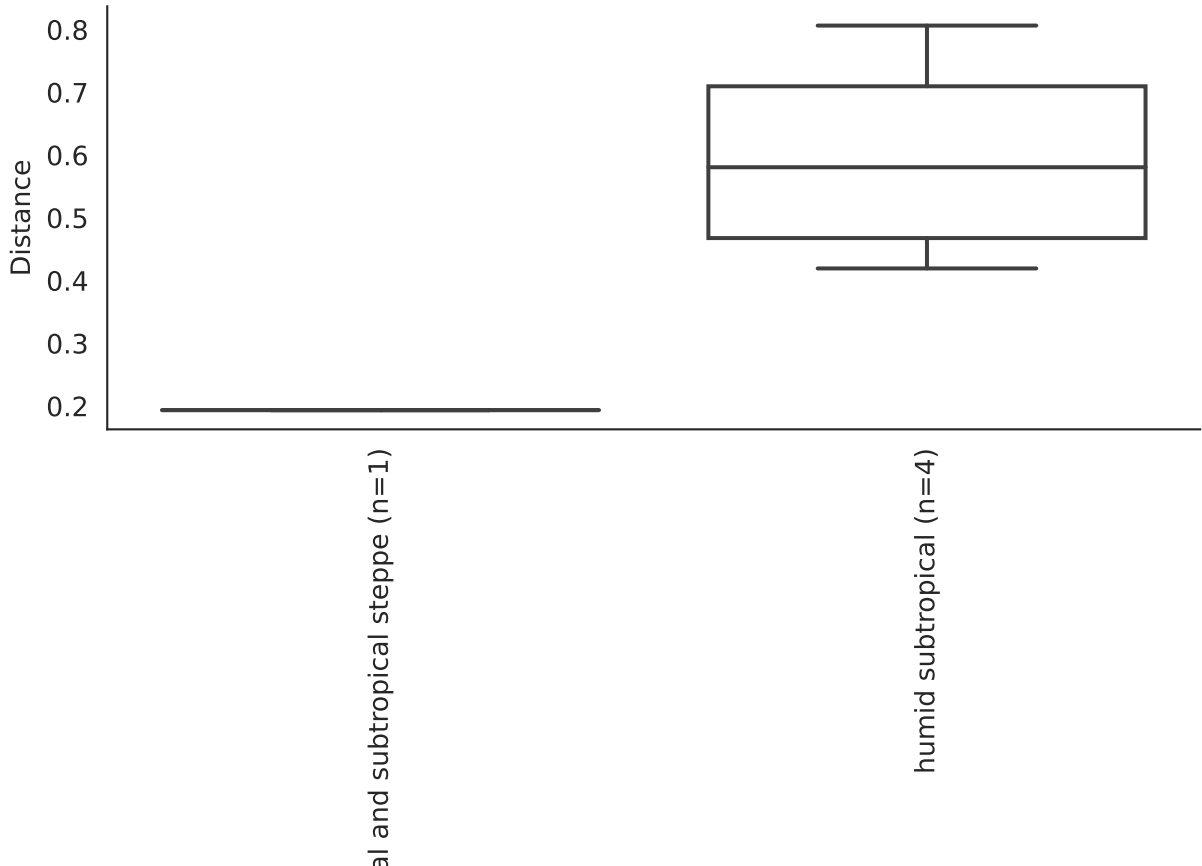 0.8
0.7
0.6
0.5
0.4
0.3
0.2
Distance
al and subtropical steppe (n=1)
humid subtropical (n=4)